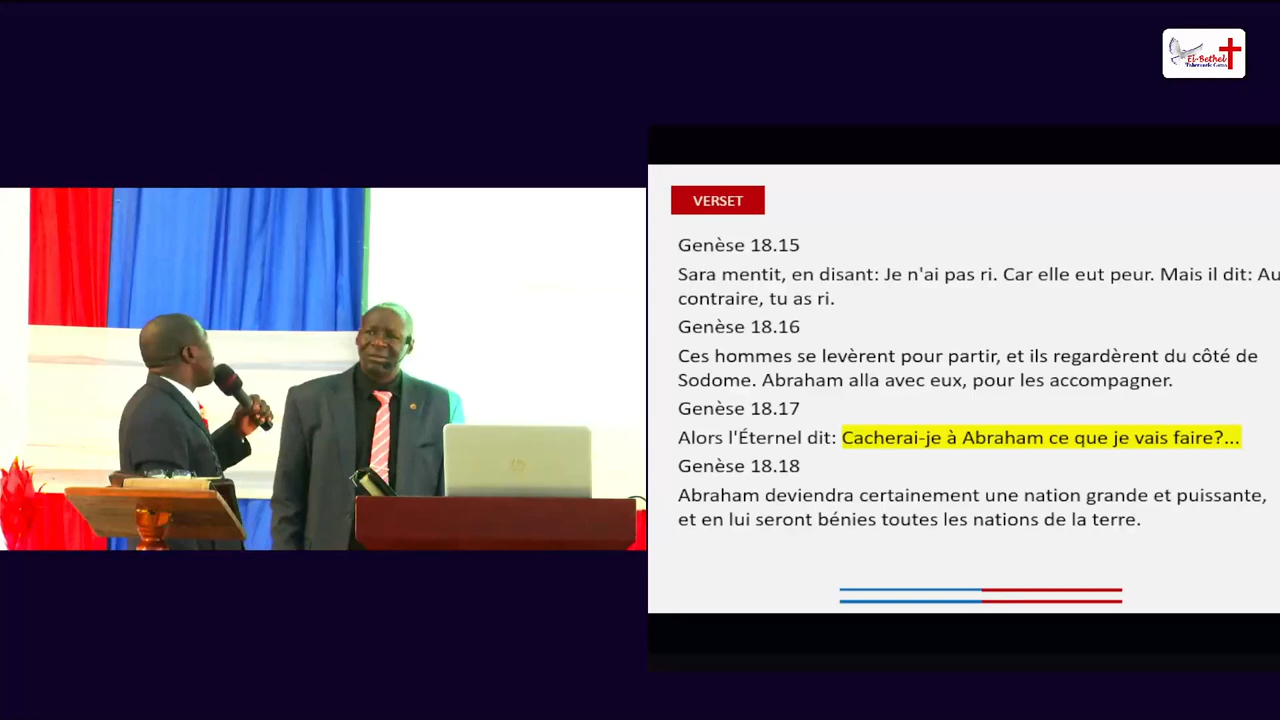 El-Bethel
VERSET
Genèse 18.15
Sara mentit, en disant: Je n'ai pas ri. Car elle eut peur. Mais il dit: Au
contraire, tu as ri.
Genèse 18.16
Ces hommes se levèrent pour partir, et ils regardèrent du côté de
Sodome. Abraham alla avec eux, pour les accompagner.
Genèse 18.17
Alors l'Éternel dit: Cacherai-je à Abraham ce que je vais faire?...
Genèse 18.18
Abraham deviendra certainement une nation grande et puissante,
et en lui seront bénies toutes les nations de la terre.